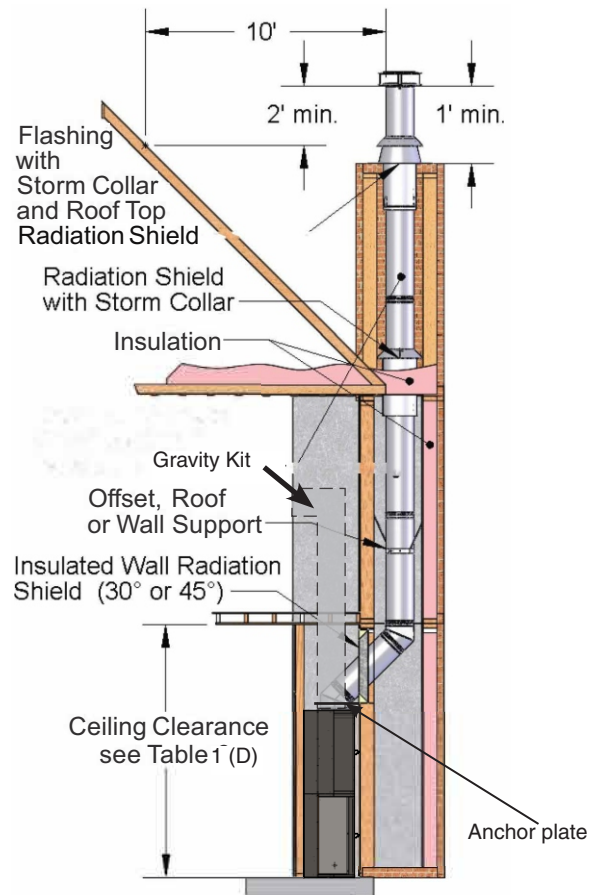 10'
2' min.
1' min.
Flashing
with
Storm Collar
and Roof Top
Radiation Shield
Radiation Shield
with Storm Collar
Insulation
Gravity Kit
Offset, Roof
or Wall Support
Insulated Wall Radiation
Shield (30° or 45°)
Ceiling Clearance
see Table 1 (D)
Anchor plate